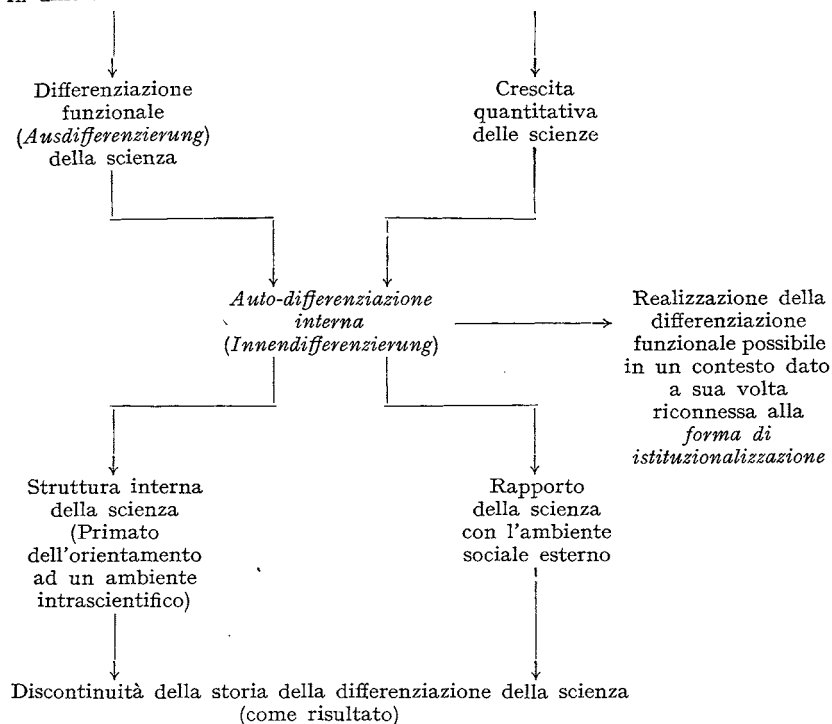 Differenziazione
funzionale
(Ausdifferenzierung)
della scienza
Crescita
quantitativa
delle scienze
Auto-differenziazione
interna
(Innendifferenzierung)
Realizzazione della
differenziazione
funzionale possibile
in un contesto dato
a sua volta
riconnessa alla
forma di
istituzionalizzazione
Struttura interna
della scienza
(Primato
dell'orientamento
ad un ambiente
intrascientifico)
Rapporto
della scienza
con l'ambiente
sociale esterno
Discontinuità della storia della differenziazione della scienza
(come risultato)